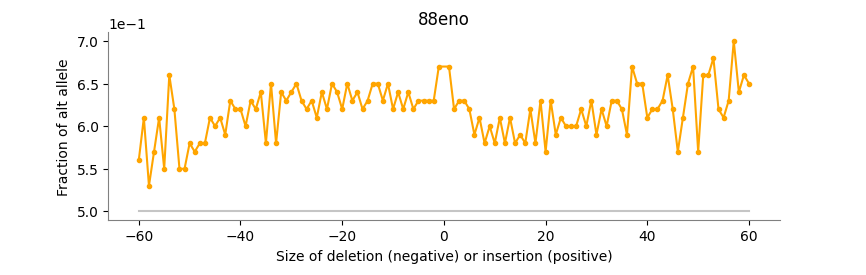 88eno
1e−1
7.0
6.5
6.0
5.5
5.0
Fraction of alt allele
−60 −40 −20 0 20 40 60
Size of deletion (negative) or insertion (positive)